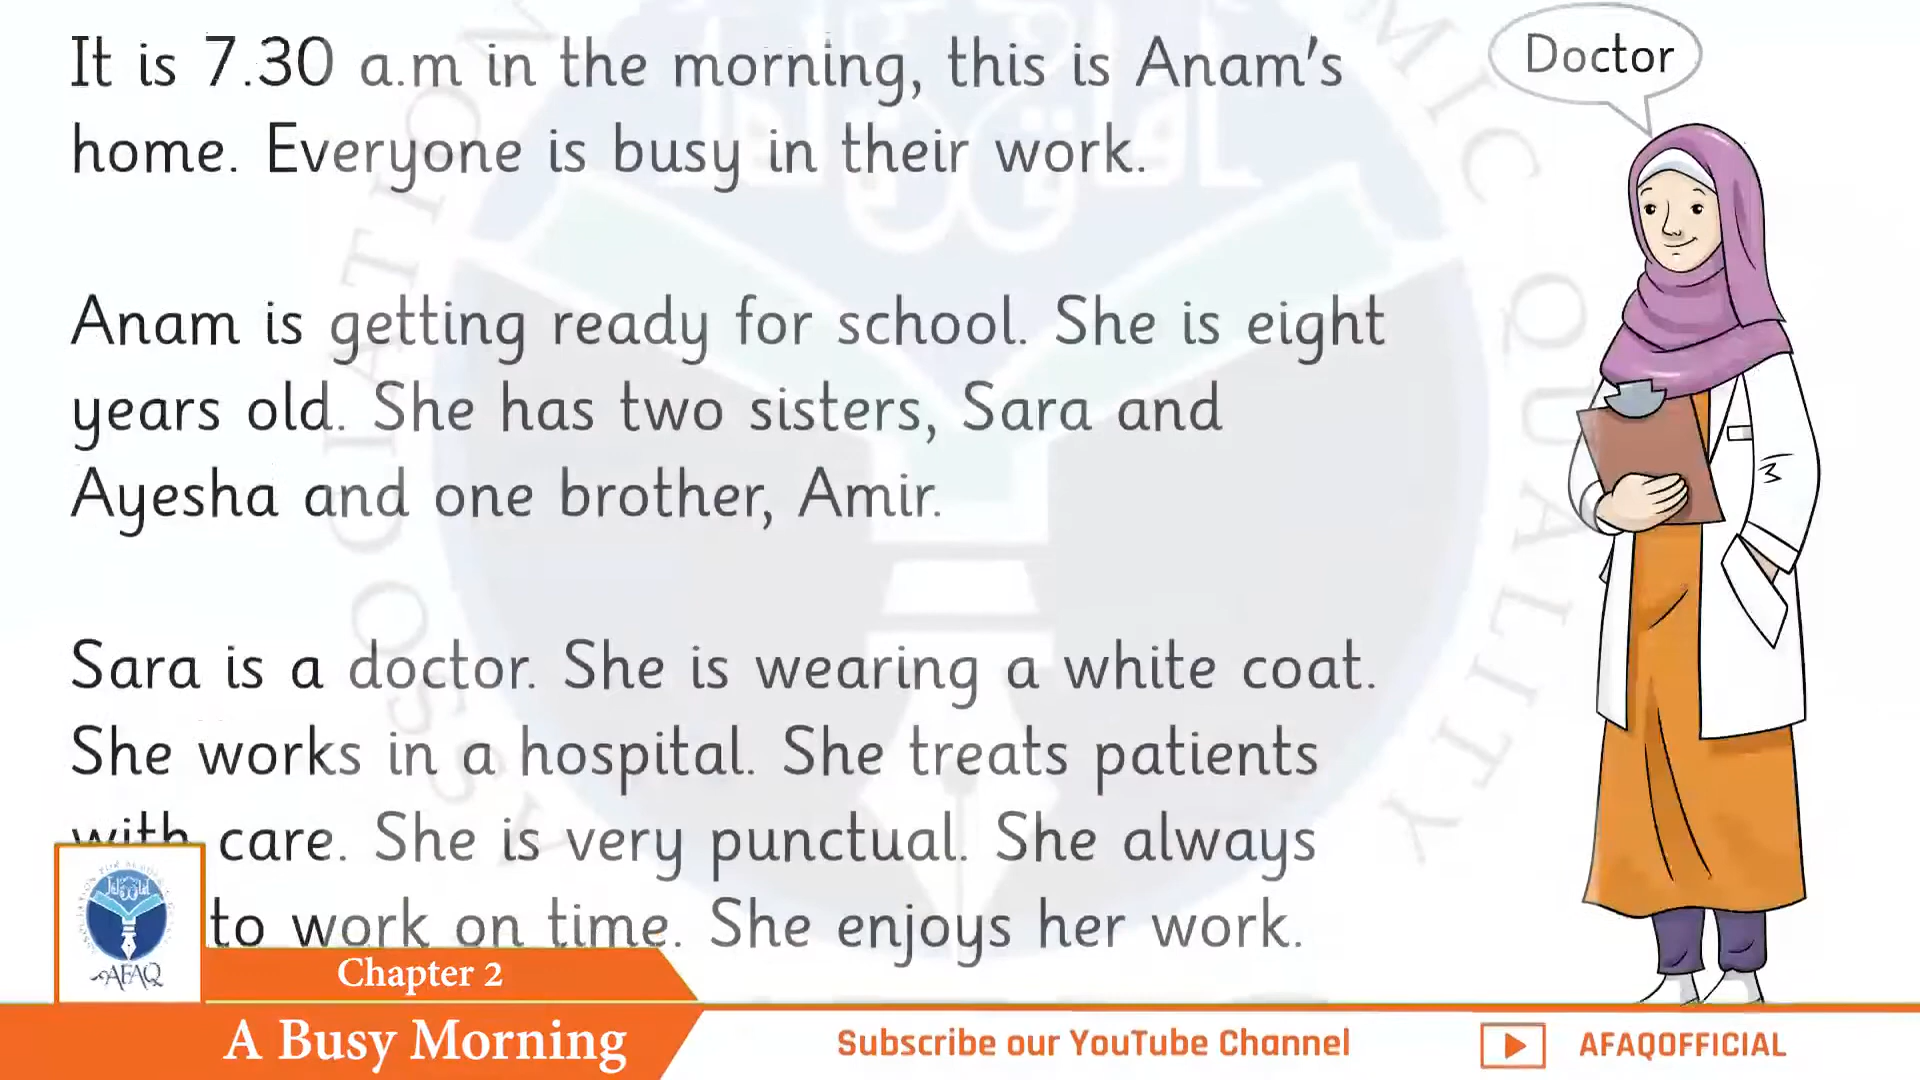 It is 7.30 a.m in the morning, this is Anam's
home. Everyone is busy in their work.
Anam is getting ready for school. She is eight
years old. She has two sisters, Sara and
Ayesha and one brother, Amir.
Sara is a doctor. She is wearing a white coat.
She works in a hospital. She treats patients
with care. She is very punctual. She always
to work on time. She enjoys her work.
Doctor
AFAQ
Chapter 2
A Busy Morning
Subscribe our YouTube Channel
AFAQOFFICIAL